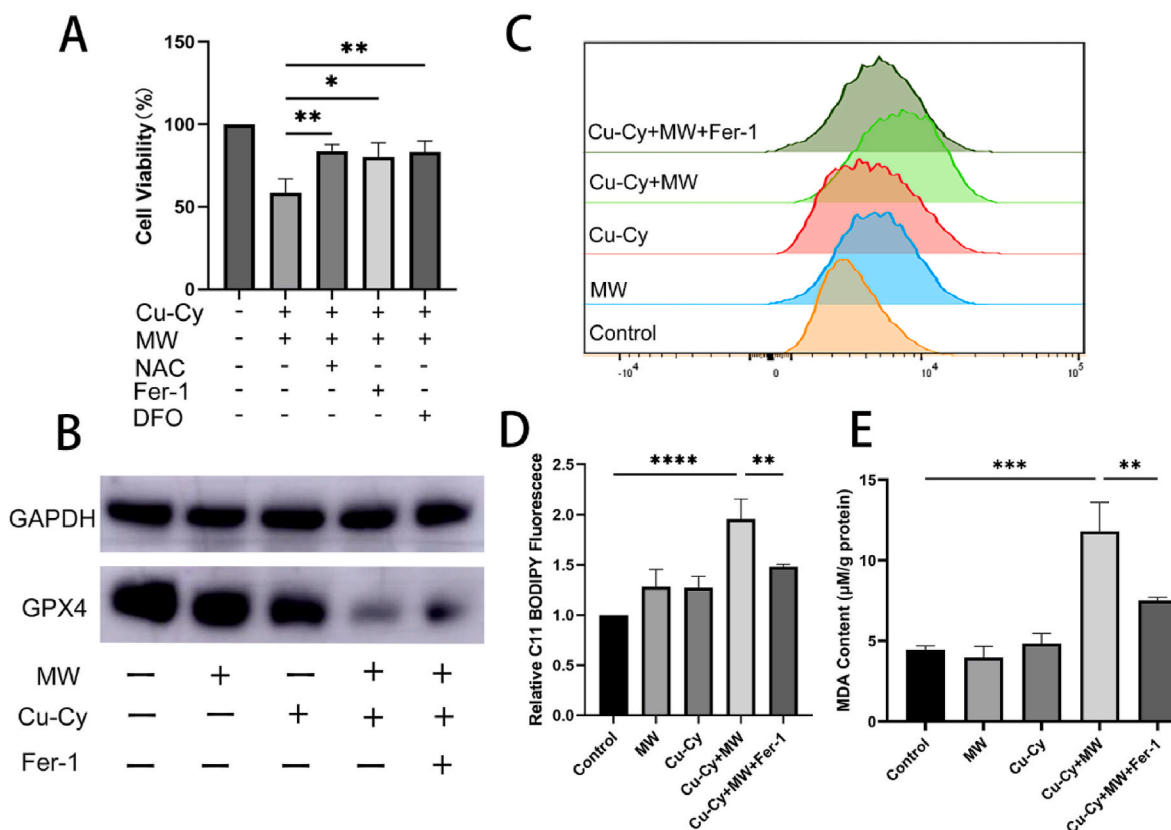 A
150
100
50
0
Cell Viability(%)
**
*
**
Cu-Cy - + + + +
MW - + + + +
NAC - - + - -
Fer-1 - - - + -
DFO - - - - +
B
GAPDH
GPX4
MW — + — + +
Cu-Cy — — + + +
Fer-1 — — — — +
C
Cu-Cy+MW+Fer-1
Cu-Cy+MW
Cu-Cy
MW
Control
-10⁴ 0 10⁴ 10⁵
D
Relative C11 BODIPY Fluoresecece
2.5
2.0
1.5
1.0
0.5
0.0
**** **
Control MW Cu-Cy Cu-Cy+MW Cu-Cy+MW+Fer-1
E
MDA Content (μM/g protein)
15
10
5
0
*** **
Control MW Cu-Cy Cu-Cy+MW Cu-Cy+MW+Fer-1